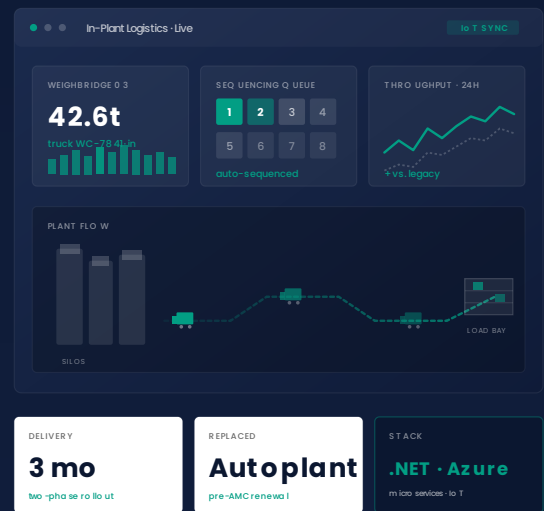 In-Plant Logistics · Live
IoT SYNC
WEIGHBRIDGE 03
42.6t
truck WC-7841 in
SEQUENCING QUEUE
1 2 3 4
5 6 7 8
auto-sequenced
THROUGHPUT · 24H
+ vs. legacy
PLANT FLOW
SILOS
LOAD BAY
DELIVERY
3 mo
two-phase rollout
REPLACED
Autoplant
pre-AMC renewal
STACK
.NET · Azure
microservices · IoT